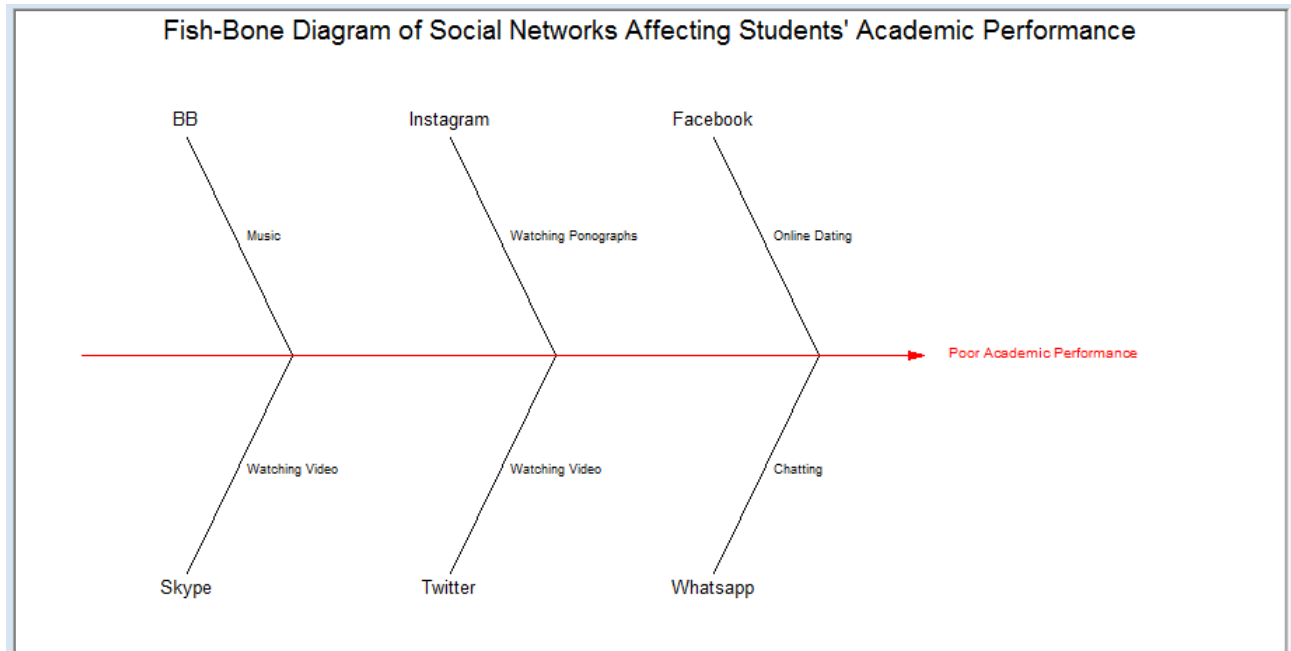 Fish-Bone Diagram of Social Networks Affecting Students' Academic Performance
BB
Instagram
Facebook
Music
Watching Ponographs
Online Dating
Poor Academic Performance
Watching Video
Watching Video
Chatting
Skype
Twitter
Whatsapp